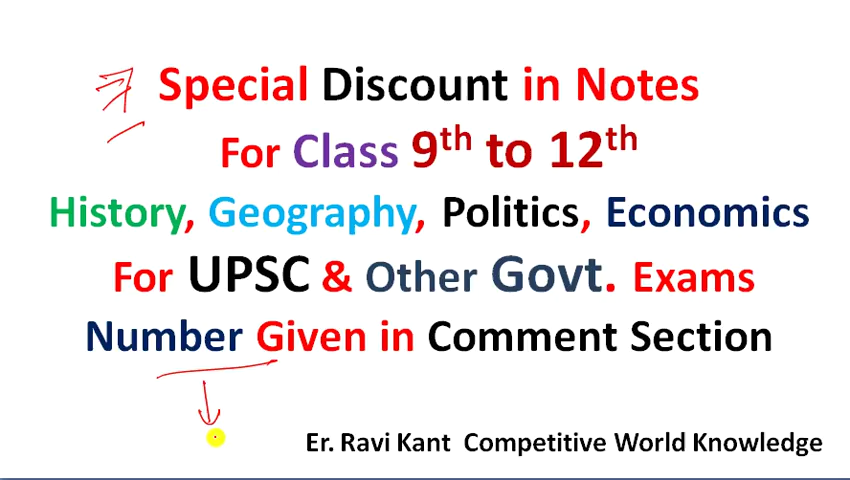 Special Discount in Notes
For Class 9th to 12th
History, Geography, Politics, Economics
For UPSC & Other Govt. Exams
Number Given in Comment Section
Er. Ravi Kant Competitive World Knowledge